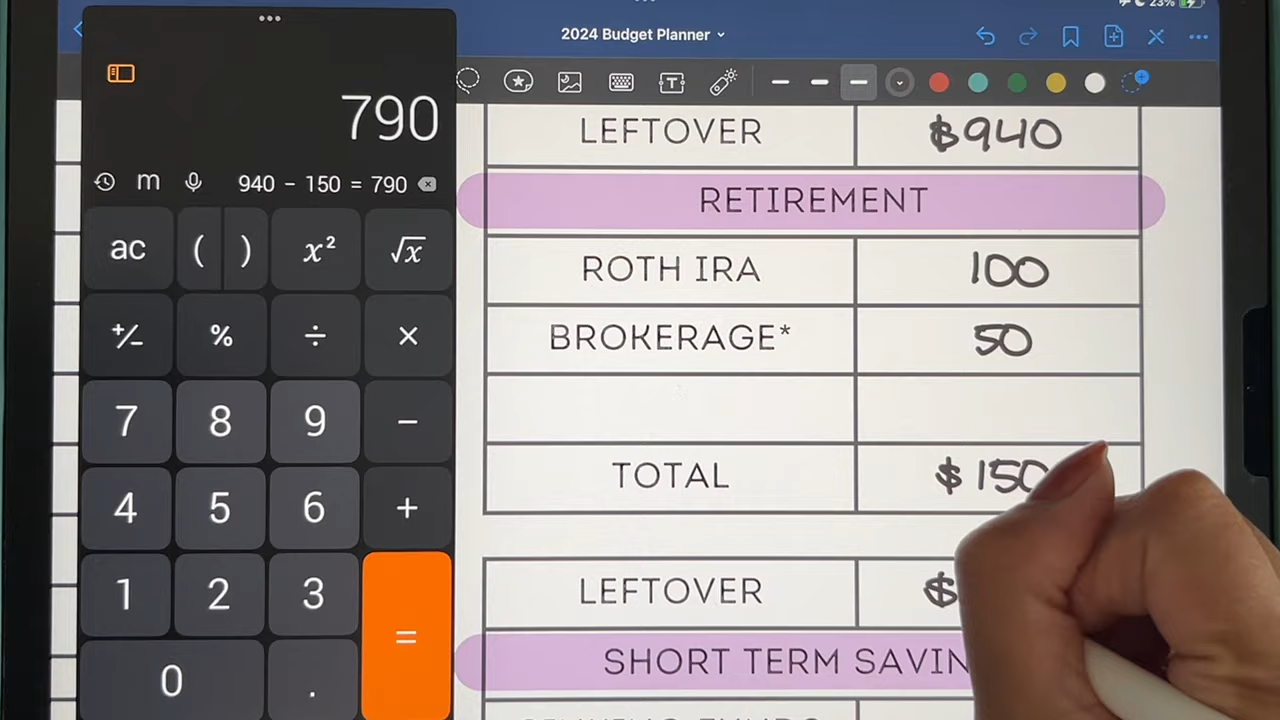 23%
2024 Budget Planner
790
m 940 − 150 = 790
ac ( ) x² √x
+/− % ÷ ×
7 8 9 −
4 5 6 +
1 2 3 =
0 .
LEFTOVER $940
RETIREMENT
ROTH IRA 100
BROKERAGE* 50
TOTAL $150
LEFTOVER $
SHORT TERM